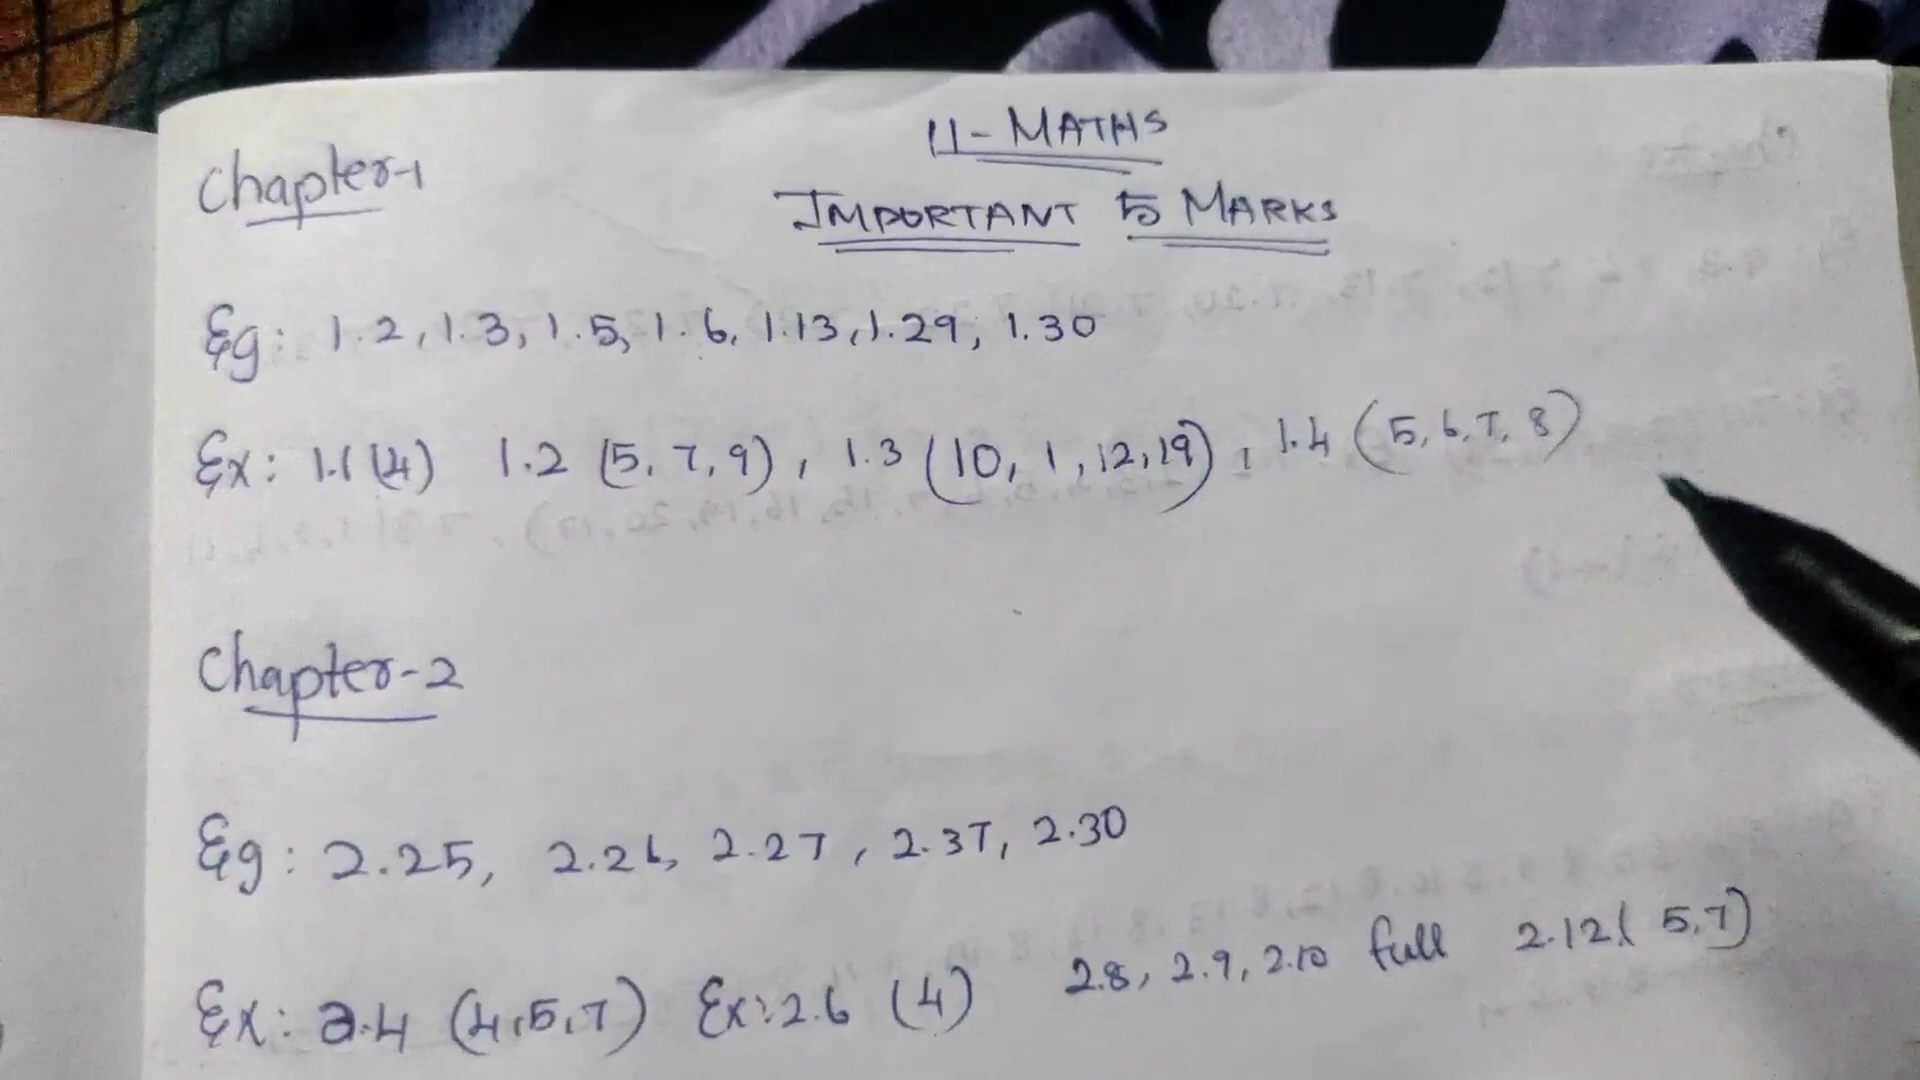 11-MATHS
Chapter-1
IMPORTANT 5 MARKS
Eg: 1.2, 1.3, 1.5, 1.6, 1.13, 1.29, 1.30
Ex: 1.1(4) 1.2 (5, 7, 9), 1.3 (10, 1, 12, 19), 1.4 (5, 6, 7, 8)
Chapter-2
Eg: 2.25, 2.26, 2.27, 2.37, 2.30
Ex: 2.4 (4,5,7) Ex: 2.6 (4) 2.8, 2.9, 2.10 full 2.12( 5,7)